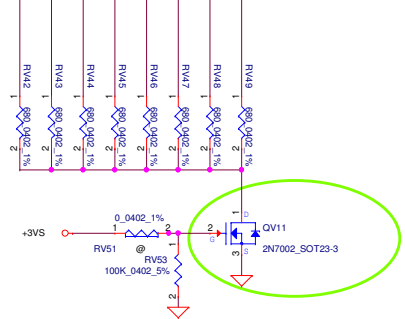 RV42
RV43
RV44
RV45
RV46
RV47
RV48
RV49
1
1
1
1
1
1
1
1
680_0402_1%
680_0402_1%
680_0402_1%
680_0402_1%
680_0402_1%
680_0402_1%
680_0402_1%
680_0402_1%
2
2
2
2
2
2
2
2
1
D
0_0402_1%
+3VS
1
2
2
G
QV11
RV51
@
1
RV53
3
S
2N7002_SOT23-3
100K_0402_5%
2